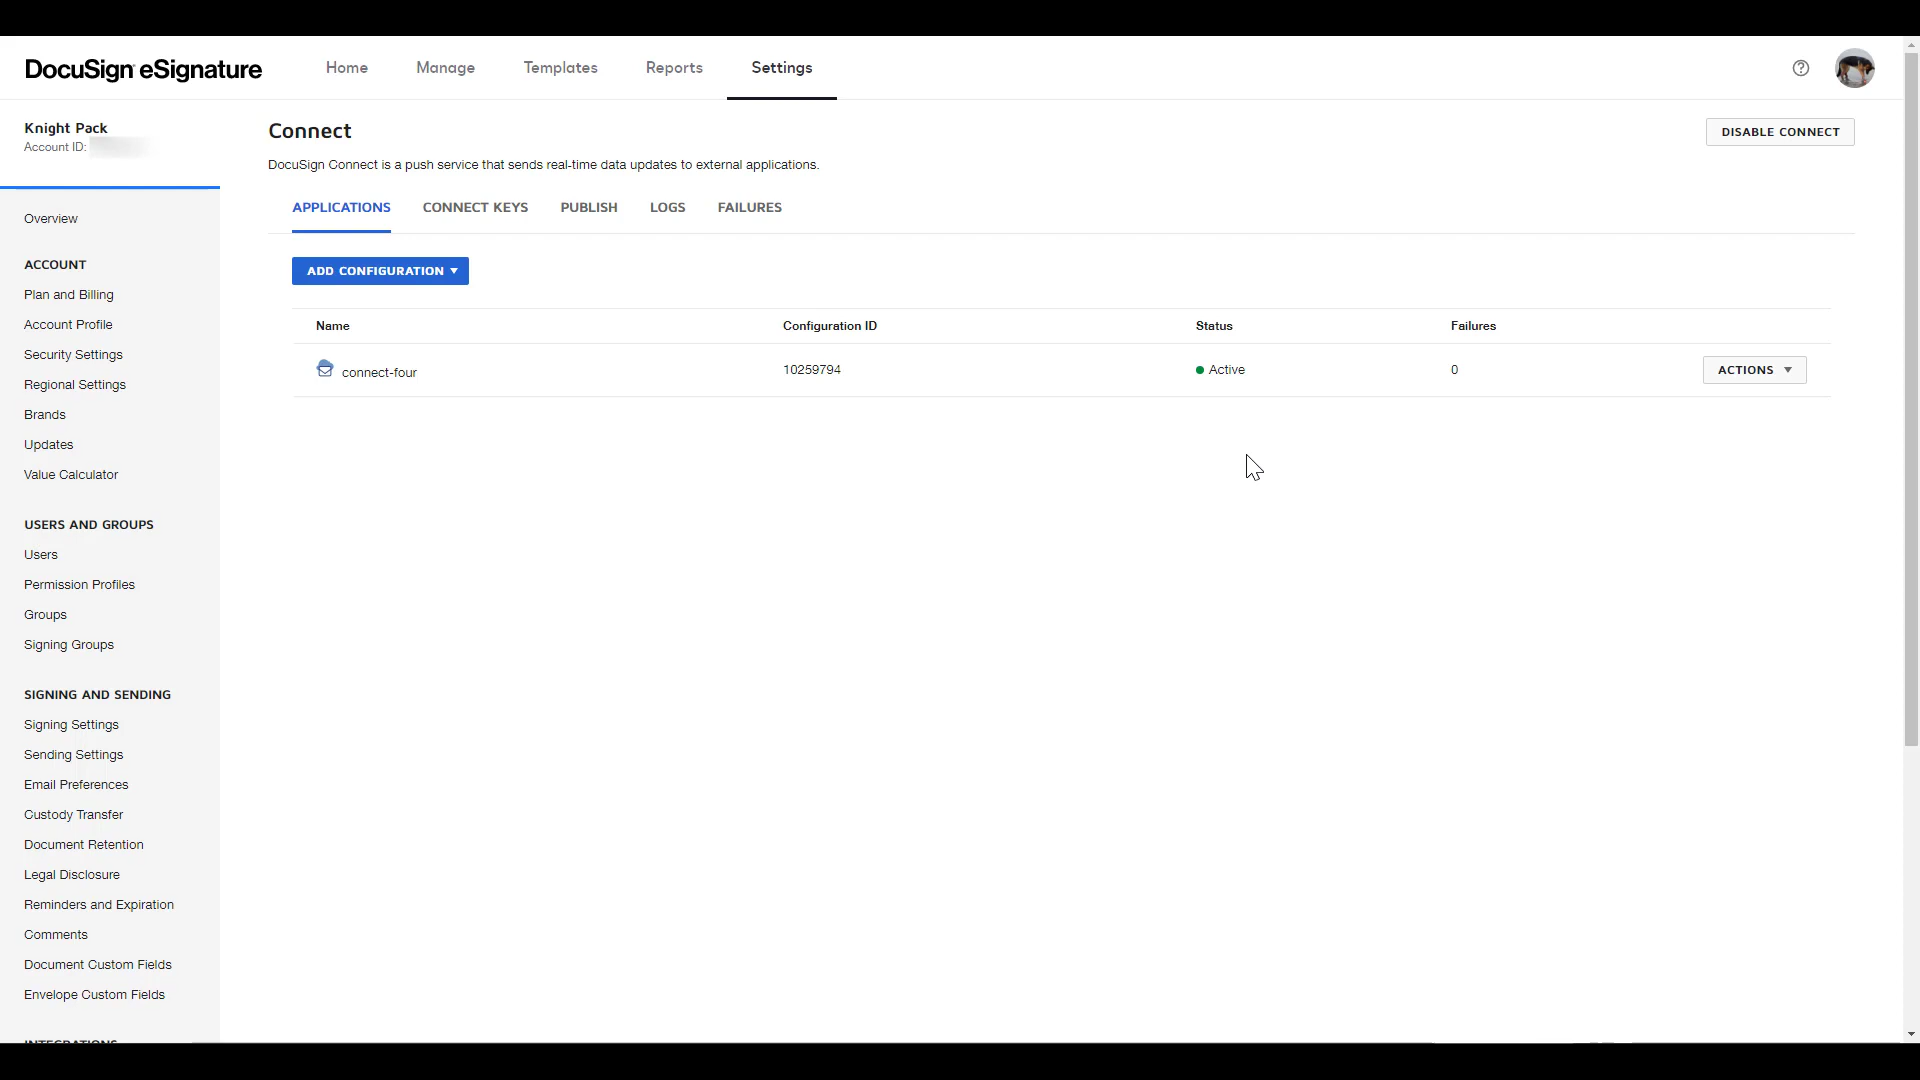 DocuSign eSignature
Home
Manage
Templates
Reports
Settings
Knight Pack
Account ID:
Overview
ACCOUNT
Plan and Billing
Account Profile
Security Settings
Regional Settings
Brands
Updates
Value Calculator
USERS AND GROUPS
Users
Permission Profiles
Groups
Signing Groups
SIGNING AND SENDING
Signing Settings
Sending Settings
Email Preferences
Custody Transfer
Document Retention
Legal Disclosure
Reminders and Expiration
Comments
Document Custom Fields
Envelope Custom Fields
INTEGRATIONS
Connect
DISABLE CONNECT
DocuSign Connect is a push service that sends real-time data updates to external applications.
APPLICATIONS
CONNECT KEYS
PUBLISH
LOGS
FAILURES
ADD CONFIGURATION
Name
Configuration ID
Status
Failures
connect-four
10259794
Active
0
ACTIONS